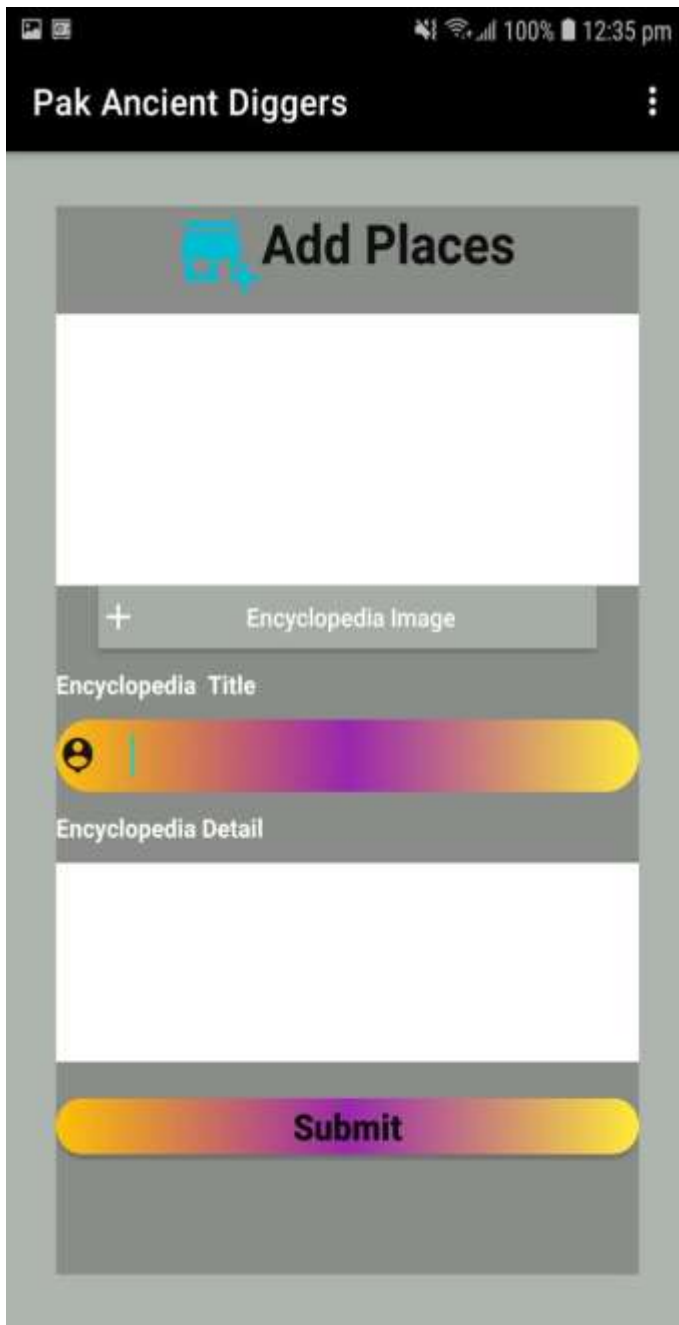 100% 12:35 pm
Pak Ancient Diggers
Add Places
Encyclopedia Image
Encyclopedia Title
Encyclopedia Detail
Submit